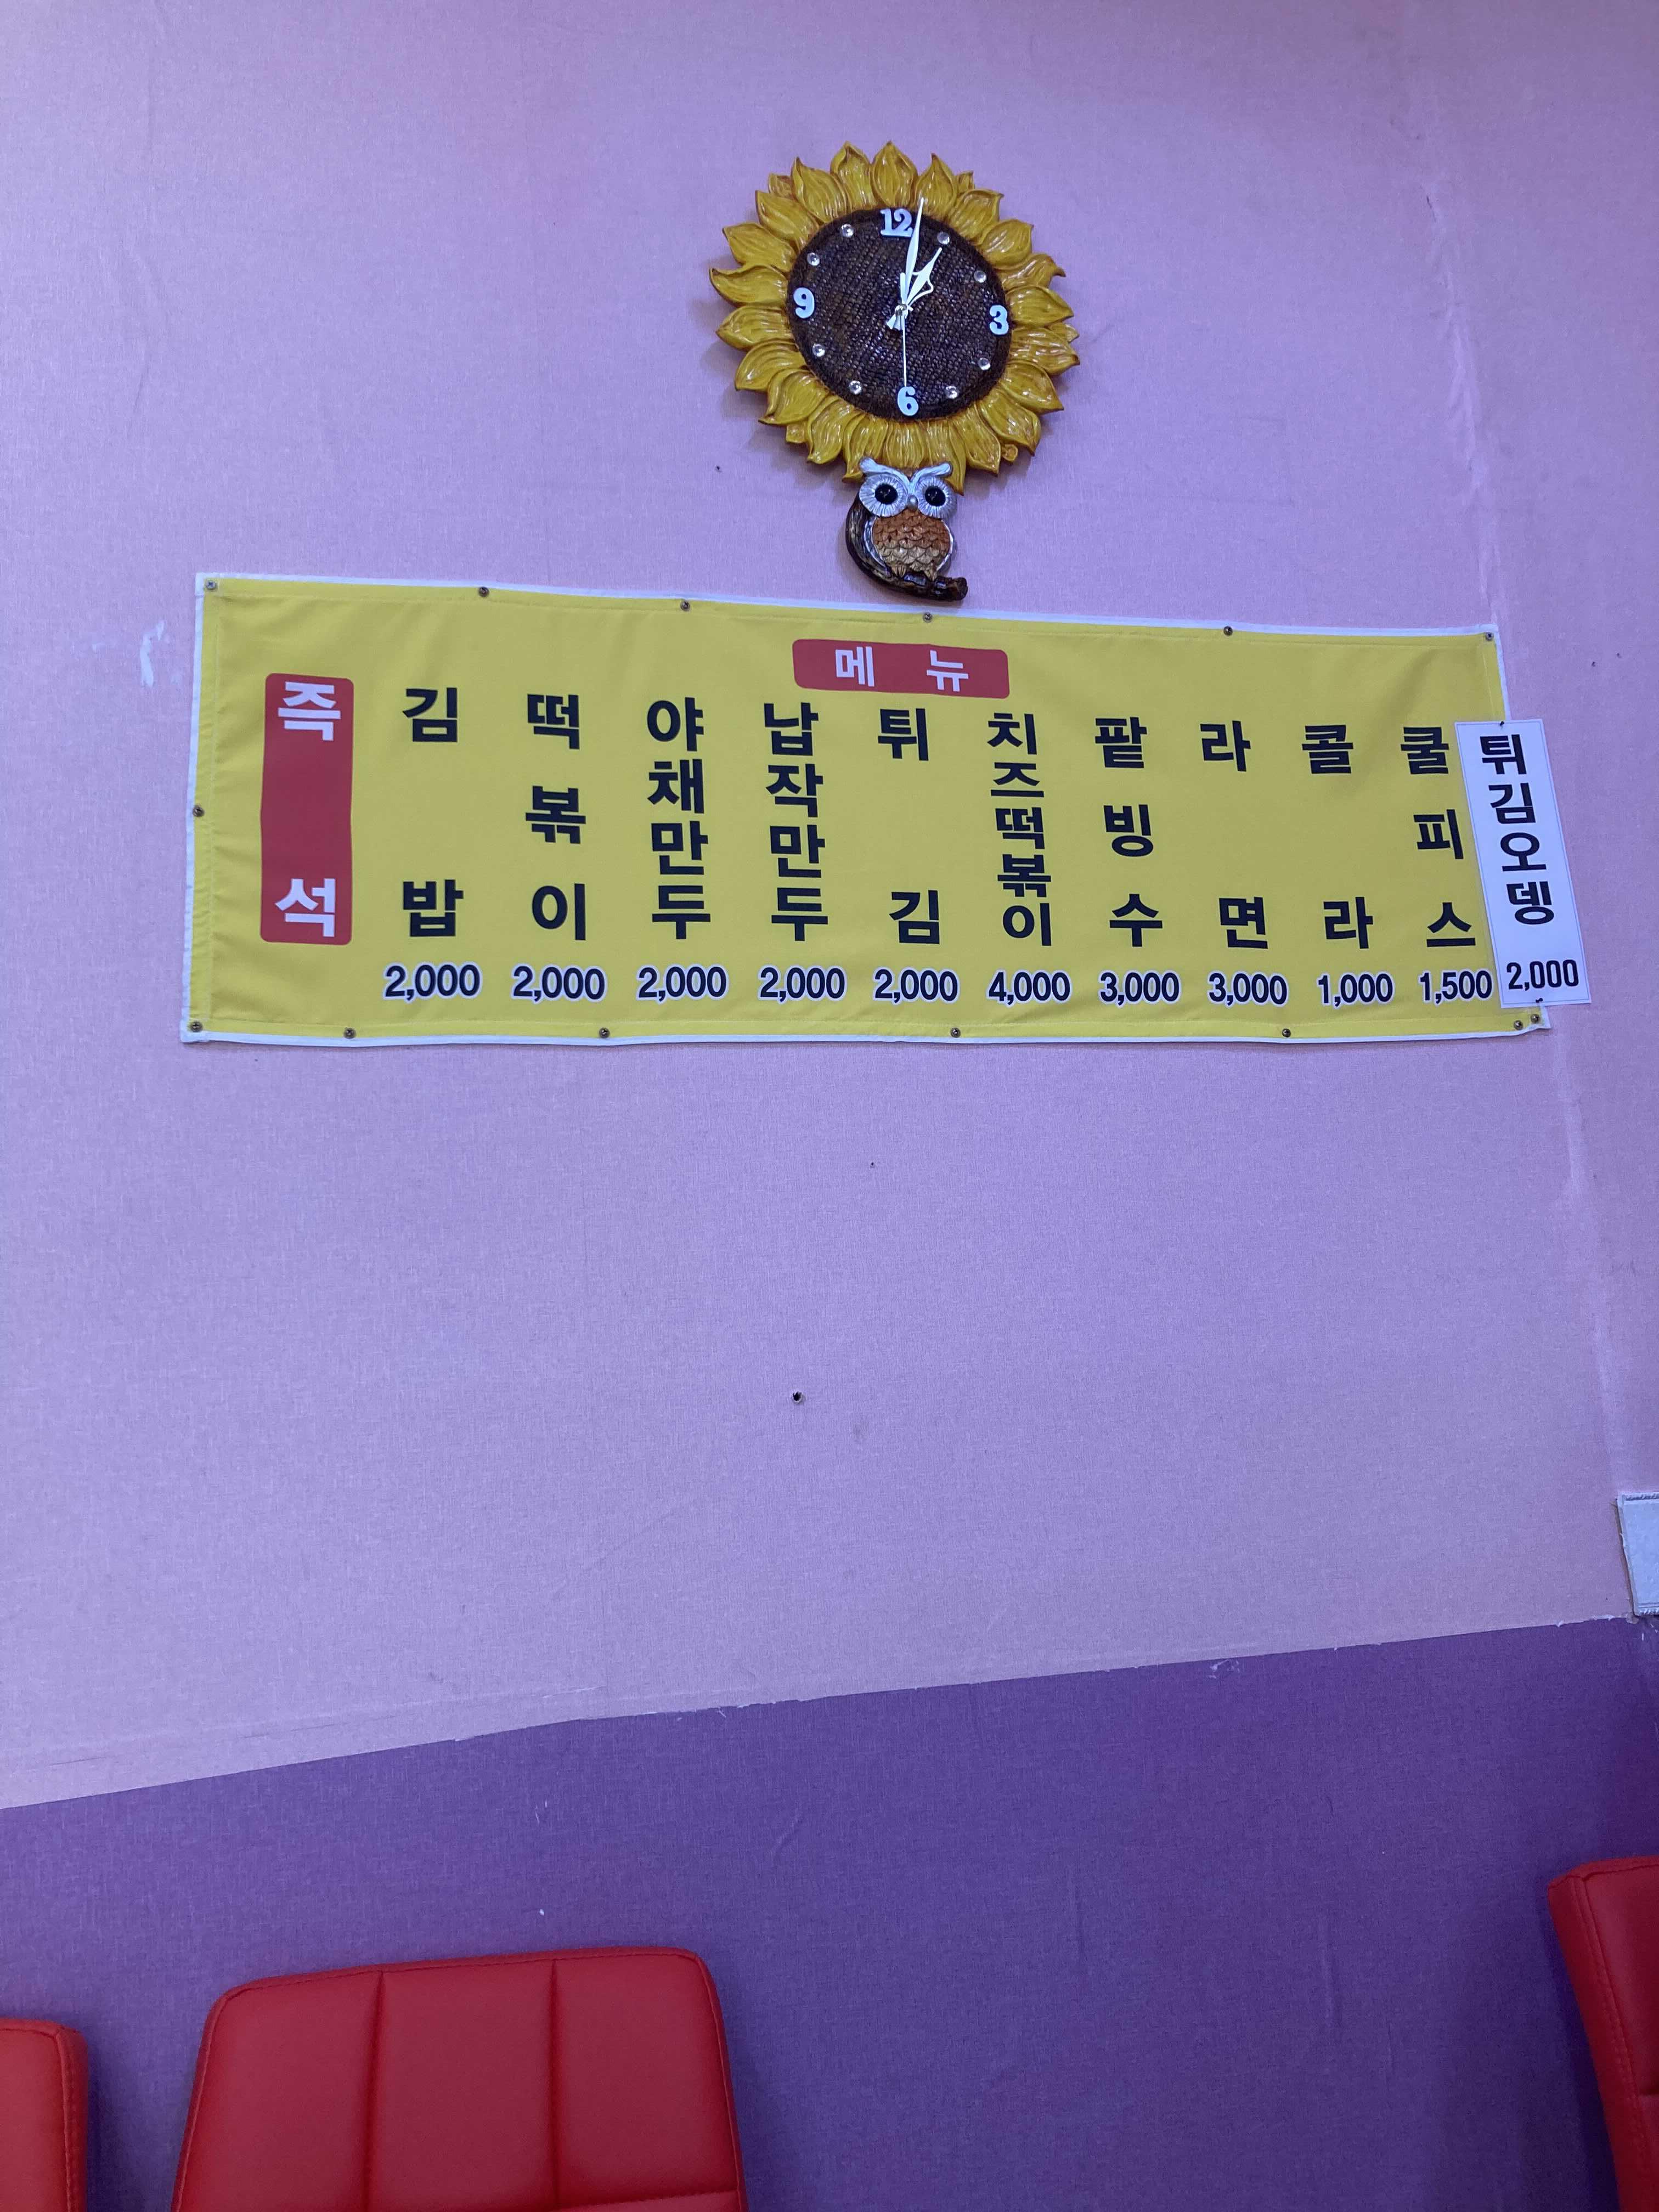 12
9
3
6
메뉴
즉석
김밥 2,000
떡볶이 2,000
야채만두 2,000
납작만두 2,000
튀김 2,000
치즈떡볶이 4,000
팥빙수 3,000
라면 3,000
콜라 1,000
쿨피스 1,500
튀김오뎅 2,000